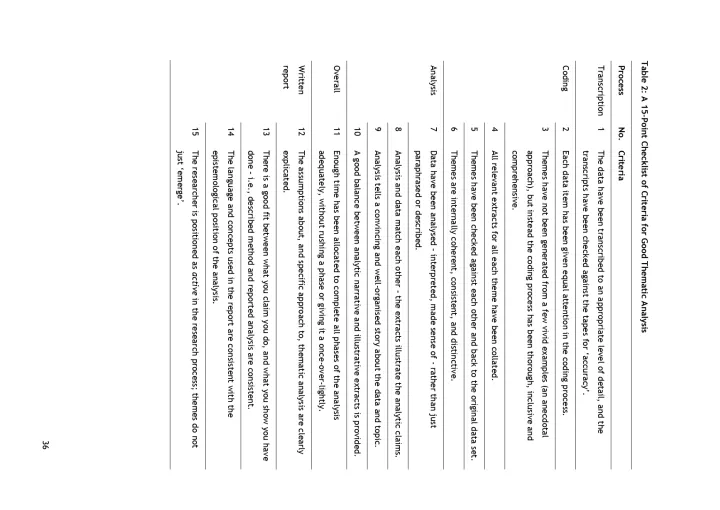 Table 2: A 15-Point Checklist of Criteria for Good Thematic Analysis
Process No. Criteria
Transcription 1 The data have been transcribed to an appropriate level of detail, and the
transcripts have been checked against the tapes for 'accuracy'.
Coding 2 Each data item has been given equal attention in the coding process.
3 Themes have not been generated from a few vivid examples (an anecdotal
approach), but instead the coding process has been thorough, inclusive and
comprehensive.
4 All relevant extracts for all each theme have been collated.
5 Themes have been checked against each other and back to the original data set.
6 Themes are internally coherent, consistent, and distinctive.
Analysis 7 Data have been analysed - interpreted, made sense of - rather than just
paraphrased or described.
8 Analysis and data match each other - the extracts illustrate the analytic claims.
9 Analysis tells a convincing and well-organised story about the data and topic.
10 A good balance between analytic narrative and illustrative extracts is provided.
Overall 11 Enough time has been allocated to complete all phases of the analysis
adequately, without rushing a phase or giving it a once-over-lightly.
Written 12 The assumptions about, and specific approach to, thematic analysis are clearly
report explicated.
13 There is a good fit between what you claim you do, and what you show you have
done - i.e., described method and reported analysis are consistent.
14 The language and concepts used in the report are consistent with the
epistemological position of the analysis.
15 The researcher is positioned as active in the research process; themes do not
just 'emerge'.
36